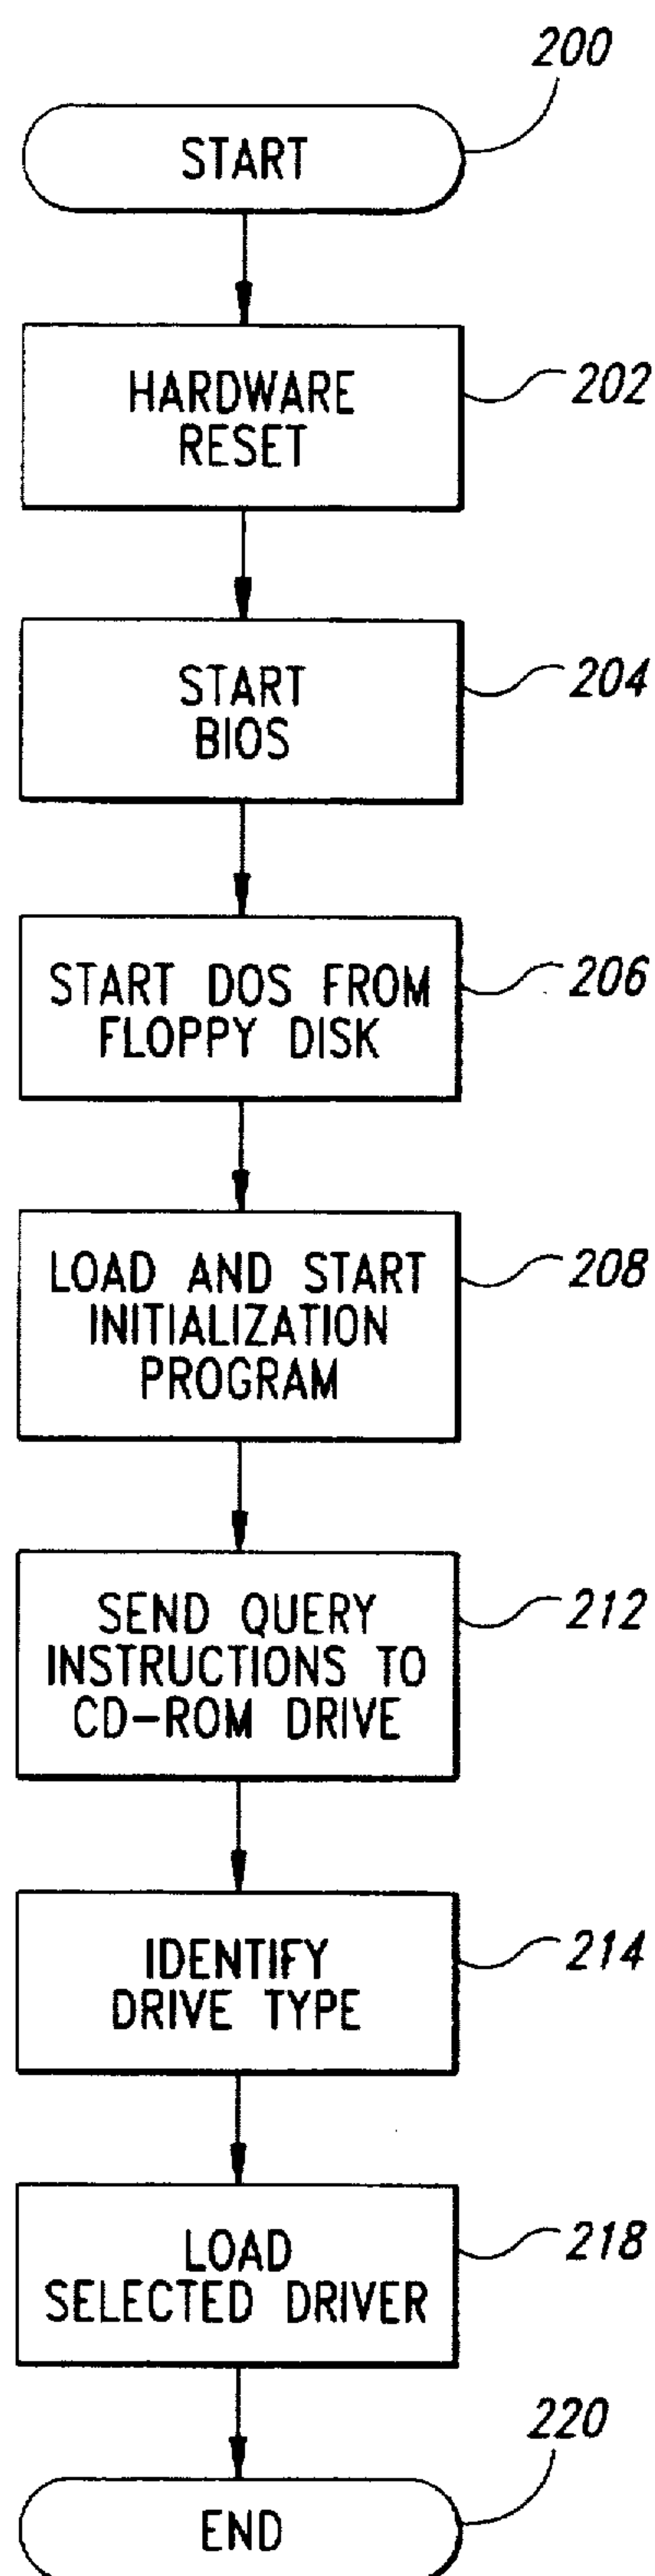 200
START
HARDWARE
RESET
202
START
BIOS
204
START DOS FROM
FLOPPY DISK
206
LOAD AND START
INITIALIZATION
PROGRAM
208
SEND QUERY
INSTRUCTIONS TO
CD-ROM DRIVE
212
IDENTIFY
DRIVE TYPE
214
LOAD
SELECTED DRIVER
218
220
END